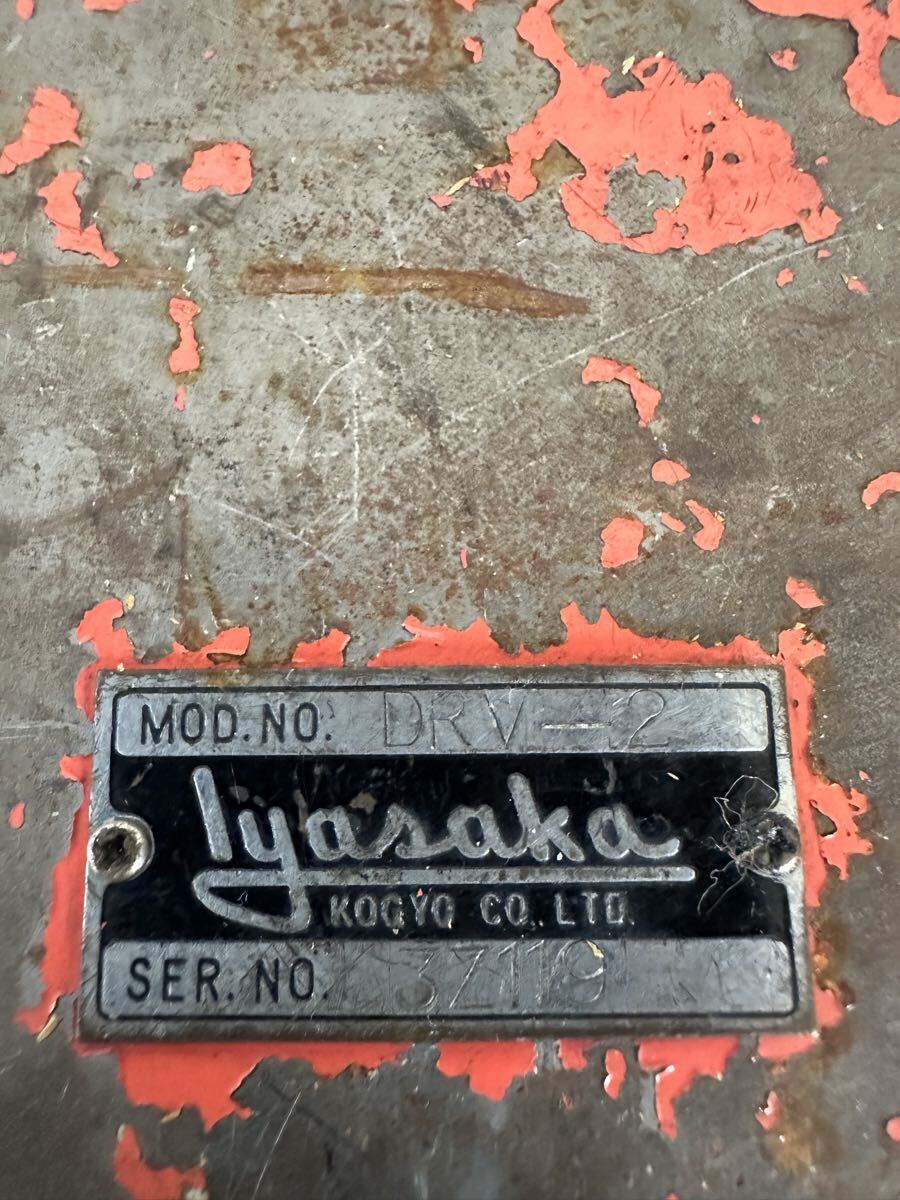 MOD.NO. DRV-2
Iyasaka
KOGYO CO., LTD.
SER. NO.